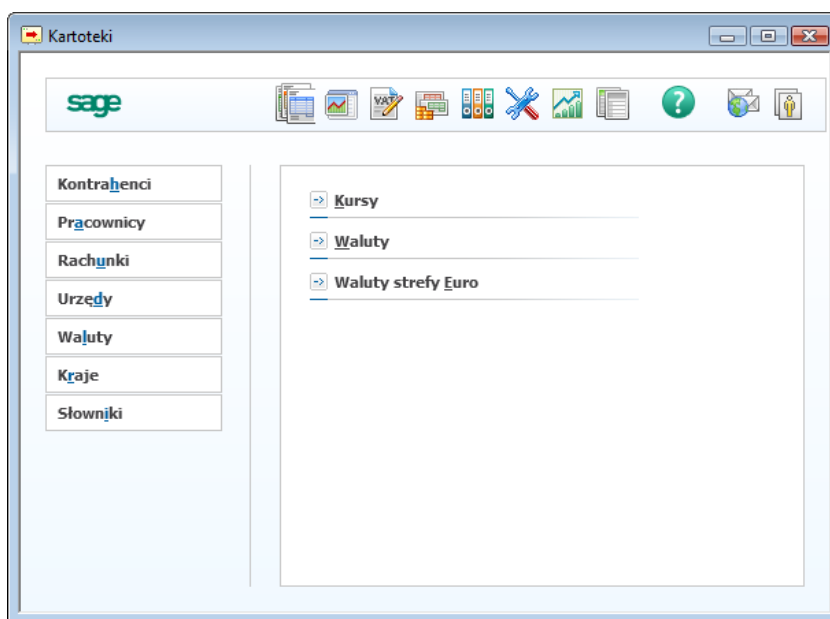 Kartoteki
sage
VAT
?
Kontrahenci
Pracownicy
Rachunki
Urzędy
Waluty
Kraje
Słowniki
Kursy
Waluty
Waluty strefy Euro